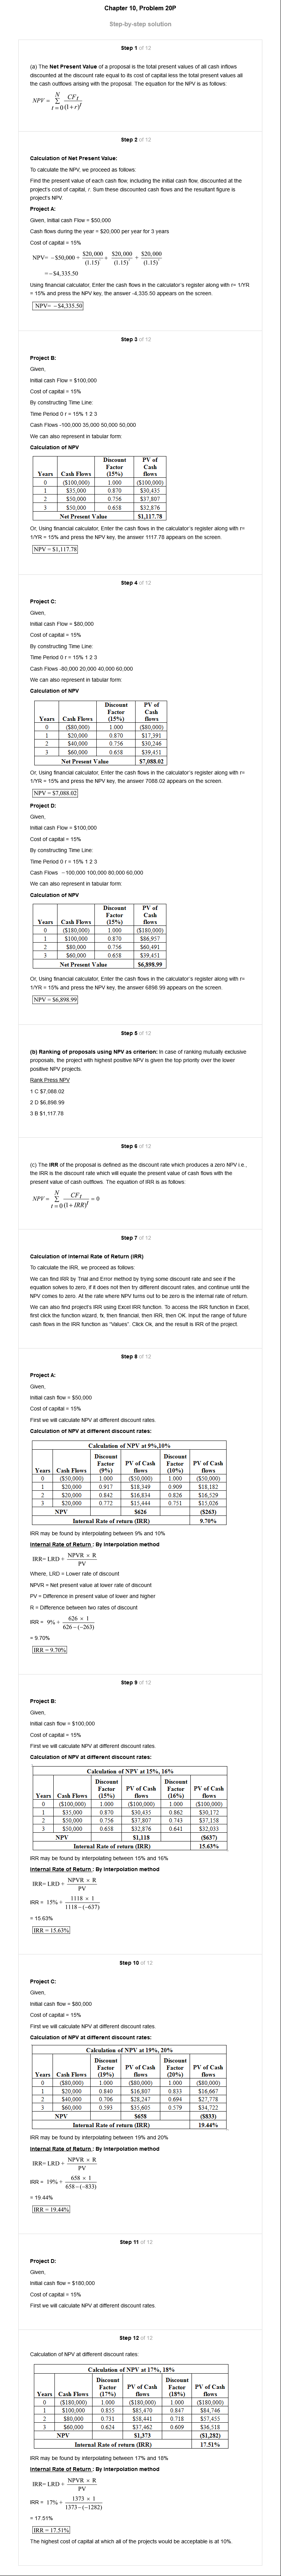 Chapter 10, Problem 20P
Step-by-step solution
Step 1 of 12
(a) The Net Present Value of a proposal is the total present values of all cash inflows
discounted at the discount rate equal to its cost of capital less the total present values all
the cash outflows arising with the proposal. The equation for the NPV is as follows:
NPV = N Σ t=0 CFt / (1+r)^t
Step 2 of 12
Calculation of Net Present Value:
To calculate the NPV, we proceed as follows:
Find the present value of each cash flow, including the initial cash flow, discounted at the
project's cost of capital, r. Sum these discounted cash flows and the resultant figure is
project's NPV.
Project A:
Given, Initial cash Flow = $50,000
Cash flows during the year = $20,000 per year for 3 years
Cost of capital = 15%
NPV= -$50,000 + $20,000/(1.15) + $20,000/(1.15) + $20,000/(1.15)
=-$4,335.50
Using financial calculator, Enter the cash flows in the calculator's register along with r= 1/YR
= 15% and press the NPV key, the answer -4,335.50 appears on the screen.
NPV= -$4,335.50
Step 3 of 12
Project B:
Given,
Initial cash Flow = $100,000
Cost of capital = 15%
By constructing Time Line:
Time Period 0 r = 15% 1 2 3
Cash Flows -100,000 35,000 50,000 50,000
We can also represent in tabular form:
Calculation of NPV
Years Cash Flows Discount Factor (15%) PV of Cash flows
0 ($100,000) 1.000 ($100,000)
1 $35,000 0.870 $30,435
2 $50,000 0.756 $37,807
3 $50,000 0.658 $32,876
Net Present Value $1,117.78
Or, Using financial calculator, Enter the cash flows in the calculator's register along with r=
1/YR = 15% and press the NPV key, the answer 1117.78 appears on the screen.
NPV = $1,117.78
Step 4 of 12
Project C:
Given,
Initial cash Flow = $80,000
Cost of capital = 15%
By constructing Time Line:
Time Period 0 r = 15% 1 2 3
Cash Flows -80,000 20,000 40,000 60,000
We can also represent in tabular form:
Calculation of NPV
Years Cash Flows Discount Factor (15%) PV of Cash flows
0 ($80,000) 1.000 ($80,000)
1 $20,000 0.870 $17,391
2 $40,000 0.756 $30,246
3 $60,000 0.658 $39,451
Net Present Value $7,088.02
Or, Using financial calculator, Enter the cash flows in the calculator's register along with r=
1/YR = 15% and press the NPV key, the answer 7088.02 appears on the screen.
NPV = $7,088.02
Project D:
Given,
Initial cash Flow = $100,000
Cost of capital = 15%
By constructing Time Line:
Time Period 0 r = 15% 1 2 3
Cash Flows -100,000 100,000 80,000 60,000
We can also represent in tabular form:
Calculation of NPV
Years Cash Flows Discount Factor (15%) PV of Cash flows
0 ($180,000) 1.000 ($180,000)
1 $100,000 0.870 $86,957
2 $80,000 0.756 $60,491
3 $60,000 0.658 $39,451
Net Present Value $6,898.99
Or, Using financial calculator, Enter the cash flows in the calculator's register along with r=
1/YR = 15% and press the NPV key, the answer 6898.99 appears on the screen.
NPV = $6,898.99
Step 5 of 12
(b) Ranking of proposals using NPV as criterion: In case of ranking mutually exclusive
proposals, the project with highest positive NPV is given the top priority over the lower
positive NPV projects.
Rank Press NPV
1 C $7,088.02
2 D $6,898.99
3 B $1,117.78
Step 6 of 12
(c) The IRR of the proposal is defined as the discount rate which produces a zero NPV i.e.,
the IRR is the discount rate which will equate the present value of cash flows with the
present value of cash outflows. The equation of IRR is as follows:
NPV = N Σ t=0 CFt / (1+IRR)^t = 0
Step 7 of 12
Calculation of Internal Rate of Return (IRR)
To calculate the IRR, we proceed as follows:
We can find IRR by Trial and Error method by trying some discount rate and see if the
equation solves to zero, if it does not then try different discount rates, and continue until the
NPV comes to zero. At the rate where NPV turns out to be zero is the internal rate of return.
We can also find project's IRR using Excel IRR function. To access the IRR function in Excel,
first click the function wizard, fx, then financial, then IRR, then OK. Input the range of future
cash flows in the IRR function as "Values". Click Ok, and the result is IRR of the project.
Step 8 of 12
Project A:
Given,
Initial cash flow = $50,000
Cost of capital = 15%
First we will calculate NPV at different discount rates.
Calculation of NPV at different discount rates:
Calculation of NPV at 9%,10%
Years Cash Flows Discount Factor (9%) PV of Cash flows Discount Factor (10%) PV of Cash flows
0 ($50,000) 1.000 ($50,000) 1.000 ($50,000)
1 $20,000 0.917 $18,349 0.909 $18,182
2 $20,000 0.842 $16,834 0.826 $16,529
3 $20,000 0.772 $15,444 0.751 $15,026
NPV $626 ($263)
Internal Rate of Return (IRR) 9.70%
IRR may be found by interpolating between 9% and 10%
Internal Rate of Return : By Interpolation method
IRR= LRD + NPVR × R / PV
Where, LRD = Lower rate of discount
NPVR = Net present value at lower rate of discount
PV = Difference in present value of lower and higher
R = Difference between two rates of discount
IRR = 9% + 626 × 1 / 626 - (-263)
= 9.70%
IRR = 9.70%
Step 9 of 12
Project B:
Given,
Initial cash flow = $100,000
Cost of capital = 15%
First we will calculate NPV at different discount rates.
Calculation of NPV at different discount rates:
Calculation of NPV at 15%, 16%
Years Cash Flows Discount Factor (15%) PV of Cash flows Discount Factor (16%) PV of Cash flows
0 ($100,000) 1.000 ($100,000) 1.000 ($100,000)
1 $35,000 0.870 $30,435 0.862 $30,172
2 $50,000 0.756 $37,807 0.743 $37,158
3 $50,000 0.658 $32,876 0.641 $32,033
NPV $1,118 ($637)
Internal Rate of return (IRR) 15.63%
IRR may be found by interpolating between 15% and 16%
Internal Rate of Return : By Interpolation method
IRR= LRD + NPVR × R / PV
IRR = 15% + 1118 × 1 / 1118 - (-637)
= 15.63%
IRR = 15.63%
Step 10 of 12
Project C:
Given,
Initial cash flow = $80,000
Cost of capital = 15%
First we will calculate NPV at different discount rates.
Calculation of NPV at different discount rates:
Calculation of NPV at 19%, 20%
Years Cash Flows Discount Factor (19%) PV of Cash flows Discount Factor (20%) PV of Cash flows
0 ($80,000) 1.000 ($80,000) 1.000 ($80,000)
1 $20,000 0.840 $16,807 0.833 $16,667
2 $40,000 0.706 $28,247 0.694 $27,778
3 $60,000 0.593 $35,605 0.579 $34,722
NPV $658 ($833)
Internal Rate of Return (IRR) 19.44%
IRR may be found by interpolating between 19% and 20%
Internal Rate of Return : By Interpolation method
IRR= LRD + NPVR × R / PV
IRR = 19% + 658 × 1 / 658 - (-833)
= 19.44%
IRR = 19.44%
Step 11 of 12
Project D:
Given,
Initial cash flow = $180,000
Cost of capital = 15%
First we will calculate NPV at different discount rates.
Step 12 of 12
Calculation of NPV at different discount rates:
Calculation of NPV at 17%, 18%
Years Cash Flows Discount Factor (17%) PV of Cash flows Discount Factor (18%) PV of Cash flows
0 ($180,000) 1.000 ($180,000) 1.000 ($180,000)
1 $100,000 0.855 $85,470 0.847 $84,746
2 $80,000 0.731 $58,441 0.718 $57,455
3 $60,000 0.624 $37,462 0.609 $36,518
NPV $1,373 ($1,282)
Internal Rate of Return (IRR) 17.51%
IRR may be found by interpolating between 17% and 18%
Internal Rate of Return : By Interpolation method
IRR= LRD + NPVR × R / PV
IRR = 17% + 1373 × 1 / 1373 - (-1282)
= 17.51%
IRR = 17.51%
The highest cost of capital at which all of the projects would be acceptable is at 10%.